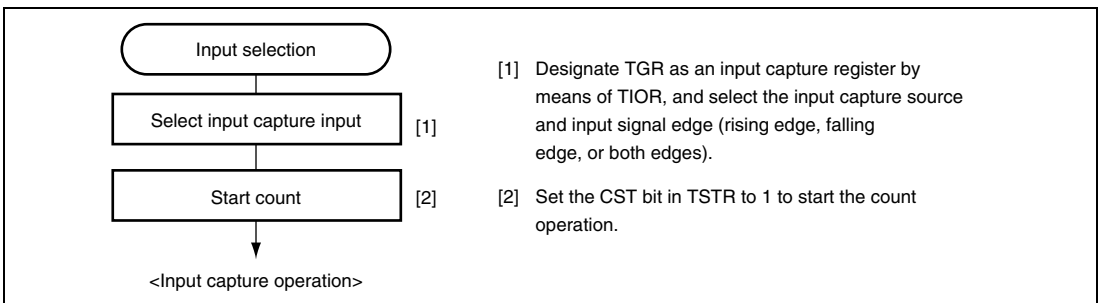 Input selection
Select input capture input
[1]
Start count
[2]
<Input capture operation>
[1] Designate TGR as an input capture register by
means of TIOR, and select the input capture source
and input signal edge (rising edge, falling
edge, or both edges).
[2] Set the CST bit in TSTR to 1 to start the count
operation.